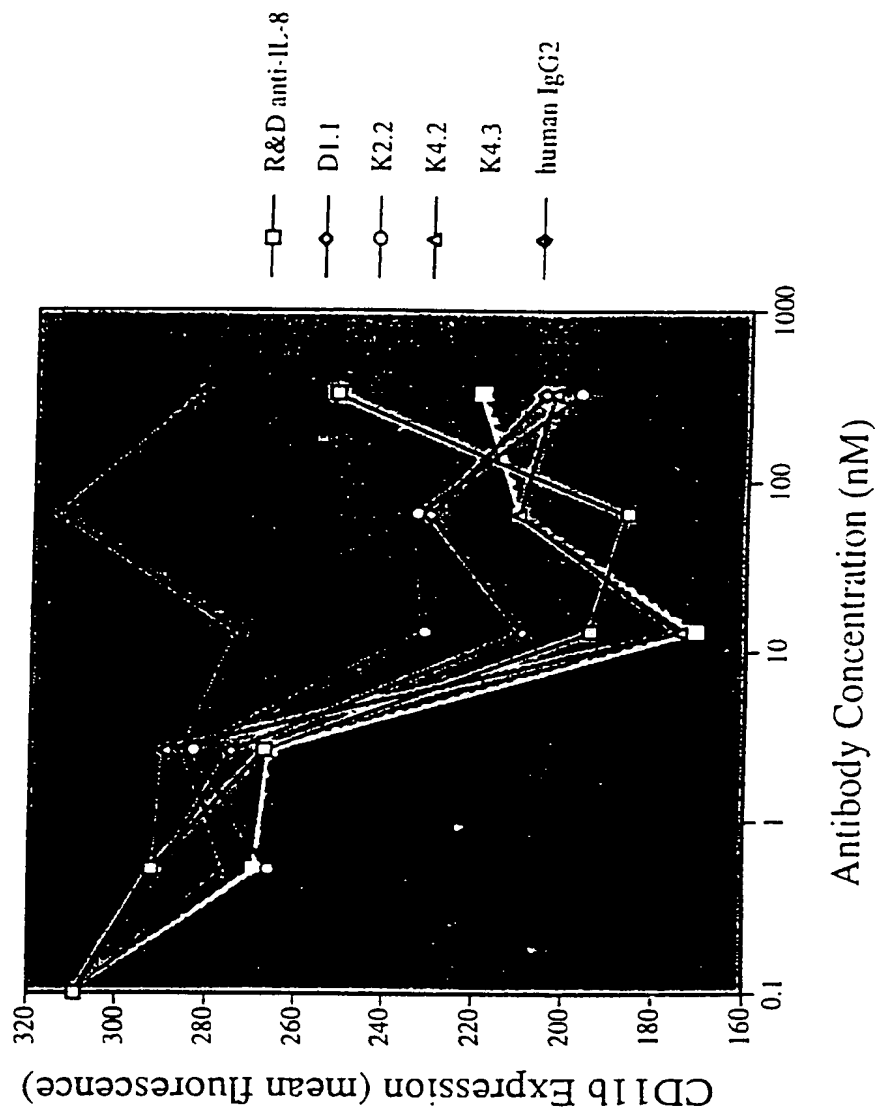 CD11b Expression (mean fluorescence)
320
300
280
260
240
220
200
180
160
0.1
1
10
100
1000
Antibody Concentration (nM)
R&D anti-IL-8
D1.1
K2.2
K4.2
K4.3
human IgG2